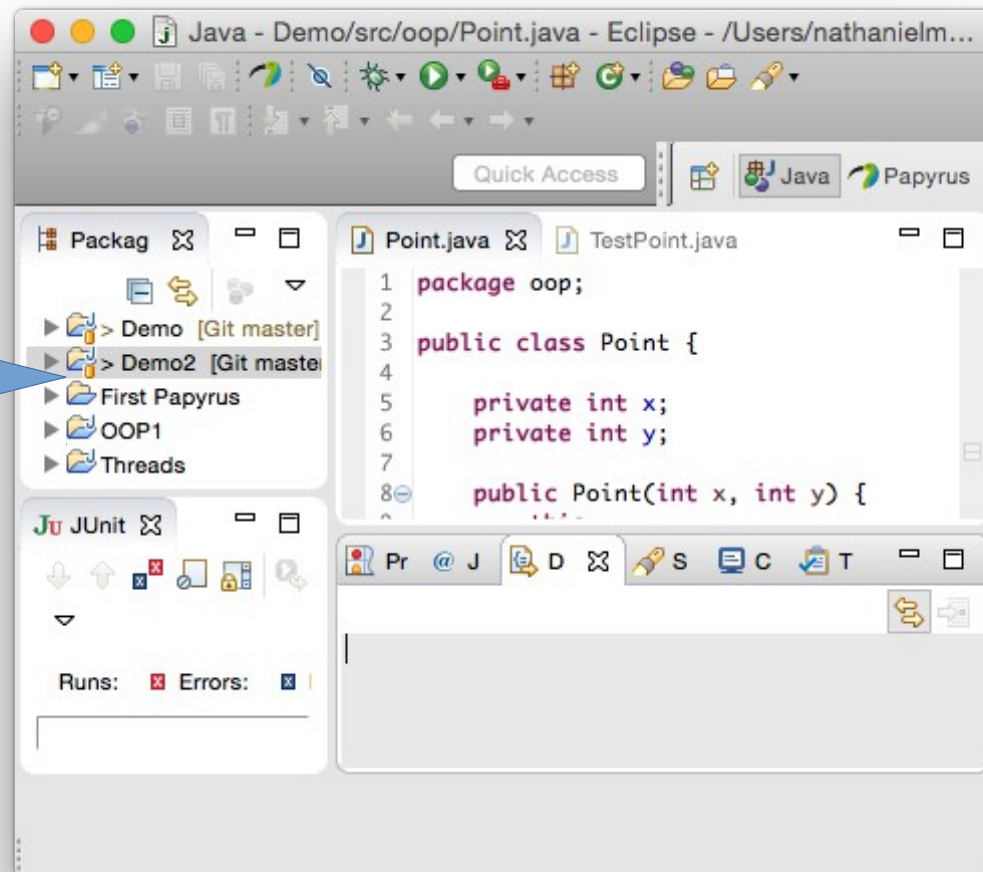 Java - Demo/src/oop/Point.java - Eclipse - /Users/nathanielm...
Quick Access
Java
Papyrus
Packag
> Demo [Git master]
> Demo2 [Git maste
First Papyrus
OOP1
Threads
Point.java
TestPoint.java
1 package oop;
2
3 public class Point {
4
5 private int x;
6 private int y;
7
8 public Point(int x, int y) {
JU JUnit
Runs: Errors:
Pr @ J D S C T